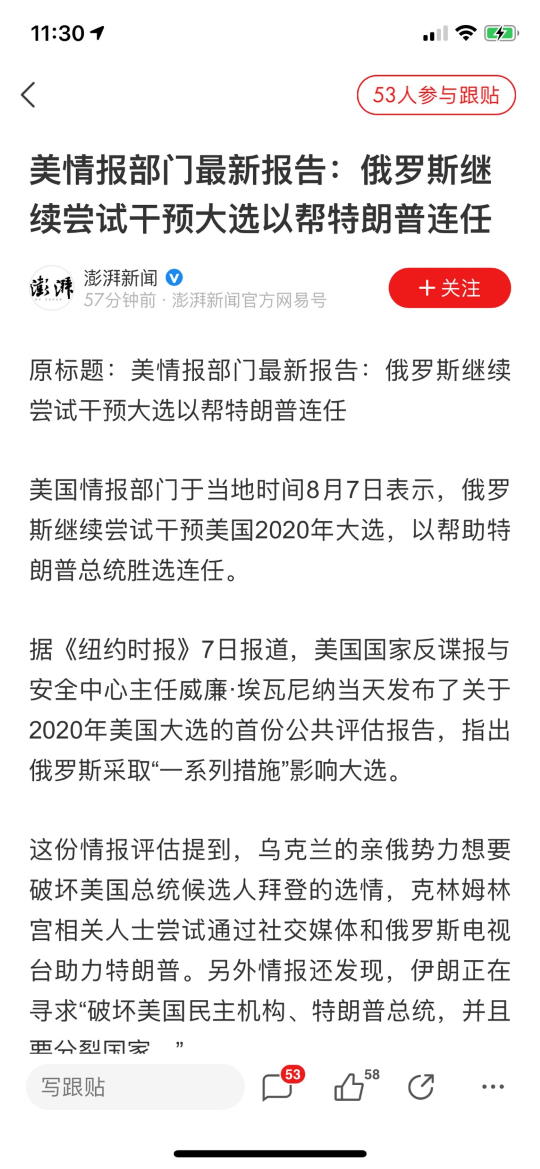 11:30
53人参与跟贴
美情报部门最新报告：俄罗斯继
续尝试干预大选以帮特朗普连任
澎湃
澎湃新闻
57分钟前 · 澎湃新闻官方网易号
+关注
原标题：美情报部门最新报告：俄罗斯继续
尝试干预大选以帮特朗普连任
美国情报部门于当地时间8月7日表示，俄罗
斯继续尝试干预美国2020年大选，以帮助特
朗普总统胜选连任。
据《纽约时报》7日报道，美国国家反谍报与
安全中心主任威廉·埃瓦尼纳当天发布了关于
2020年美国大选的首份公共评估报告，指出
俄罗斯采取“一系列措施”影响大选。
这份情报评估提到，乌克兰的亲俄势力想要
破坏美国总统候选人拜登的选情，克林姆林
宫相关人士尝试通过社交媒体和俄罗斯电视
台助力特朗普。另外情报还发现，伊朗正在
寻求“破坏美国民主机构、特朗普总统，并且
要分裂国家。”
写跟贴
53
58